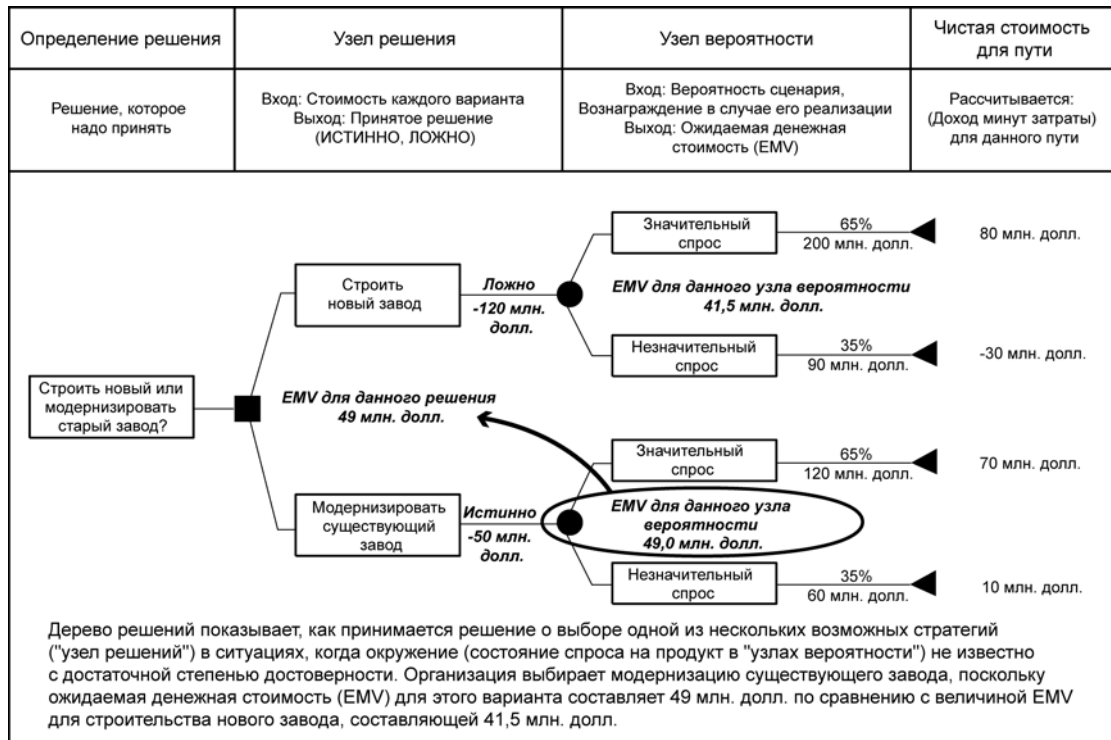 Определение решения
Узел решения
Узел вероятности
Чистая стоимость
для пути
Решение, которое
надо принять
Вход: Стоимость каждого варианта
Выход: Принятое решение
(ИСТИННО, ЛОЖНО)
Вход: Вероятность сценария,
Вознаграждение в случае его реализации
Выход: Ожидаемая денежная
стоимость (EMV)
Рассчитывается:
(Доход минут затраты)
для данного пути
Строить новый или
модернизировать
старый завод?
EMV для данного решения
49 млн. долл.
Строить
новый завод
Ложно
-120 млн.
долл.
Значительный
спрос
65%
200 млн. долл.
80 млн. долл.
EMV для данного узла вероятности
41,5 млн. долл.
Незначительный
спрос
35%
90 млн. долл.
-30 млн. долл.
Модернизировать
существующий
завод
Истинно
-50 млн.
долл.
Значительный
спрос
65%
120 млн. долл.
70 млн. долл.
EMV для данного узла
вероятности
49,0 млн. долл.
Незначительный
спрос
35%
60 млн. долл.
10 млн. долл.
Дерево решений показывает, как принимается решение о выборе одной из нескольких возможных стратегий
("узел решений") в ситуациях, когда окружение (состояние спроса на продукт в "узлах вероятности") не известно
с достаточной степенью достоверности. Организация выбирает модернизацию существующего завода, поскольку
ожидаемая денежная стоимость (EMV) для этого варианта составляет 49 млн. долл. по сравнению с величиной EMV
для строительства нового завода, составляющей 41,5 млн. долл.